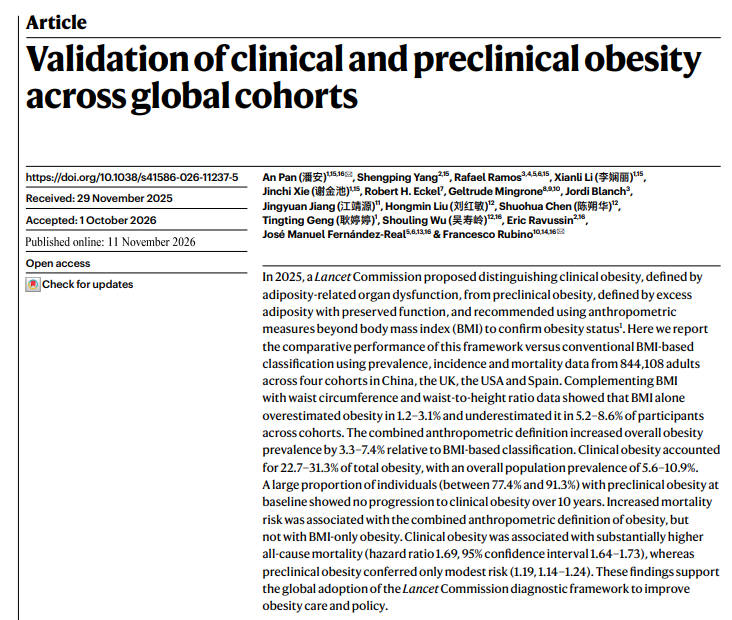 Article
Validation of clinical and preclinical obesity
across global cohorts
https://doi.org/10.1038/s41586-026-11237-5
Received: 29 November 2025
Accepted: 1 October 2026
Published online: 11 November 2026
Open access
Check for updates
An Pan (潘安)1,15,16✉, Shengping Yang2,15, Rafael Ramos3,4,5,6,15, Xianli Li (李娴丽)1,15,
Jinchi Xie (谢金池)1,15, Robert H. Eckel7, Geltrude Mingrone8,9,10, Jordi Blanch3,
Jingyuan Jiang (江靖源)11, Hongmin Liu (刘红敏)12, Shuohua Chen (陈朔华)12,
Tingting Geng (耿婷婷)1, Shouling Wu (吴寿岭)12,16, Eric Ravussin2,16,
José Manuel Fernández-Real5,6,13,16 & Francesco Rubino10,14,16✉
In 2025, a Lancet Commission proposed distinguishing clinical obesity, defined by
adiposity-related organ dysfunction, from preclinical obesity, defined by excess
adiposity with preserved function, and recommended using anthropometric
measures beyond body mass index (BMI) to confirm obesity status1. Here we report
the comparative performance of this framework versus conventional BMI-based
classification using prevalence, incidence and mortality data from 844,108 adults
across four cohorts in China, the UK, the USA and Spain. Complementing BMI
with waist circumference and waist-to-height ratio data showed that BMI alone
overestimated obesity in 1.2–3.1% and underestimated it in 5.2–8.6% of participants
across cohorts. The combined anthropometric definition increased overall obesity
prevalence by 3.3–7.4% relative to BMI-based classification. Clinical obesity accounted
for 22.7–31.3% of total obesity, with an overall population prevalence of 5.6–10.9%.
A large proportion of individuals (between 77.4% and 91.3%) with preclinical obesity at
baseline showed no progression to clinical obesity over 10 years. Increased mortality
risk was associated with the combined anthropometric definition of obesity, but
not with BMI-only obesity. Clinical obesity was associated with substantially higher
all-cause mortality (hazard ratio 1.69, 95% confidence interval 1.64–1.73), whereas
preclinical obesity conferred only modest risk (1.19, 1.14–1.24). These findings support
the global adoption of the Lancet Commission diagnostic framework to improve
obesity care and policy.